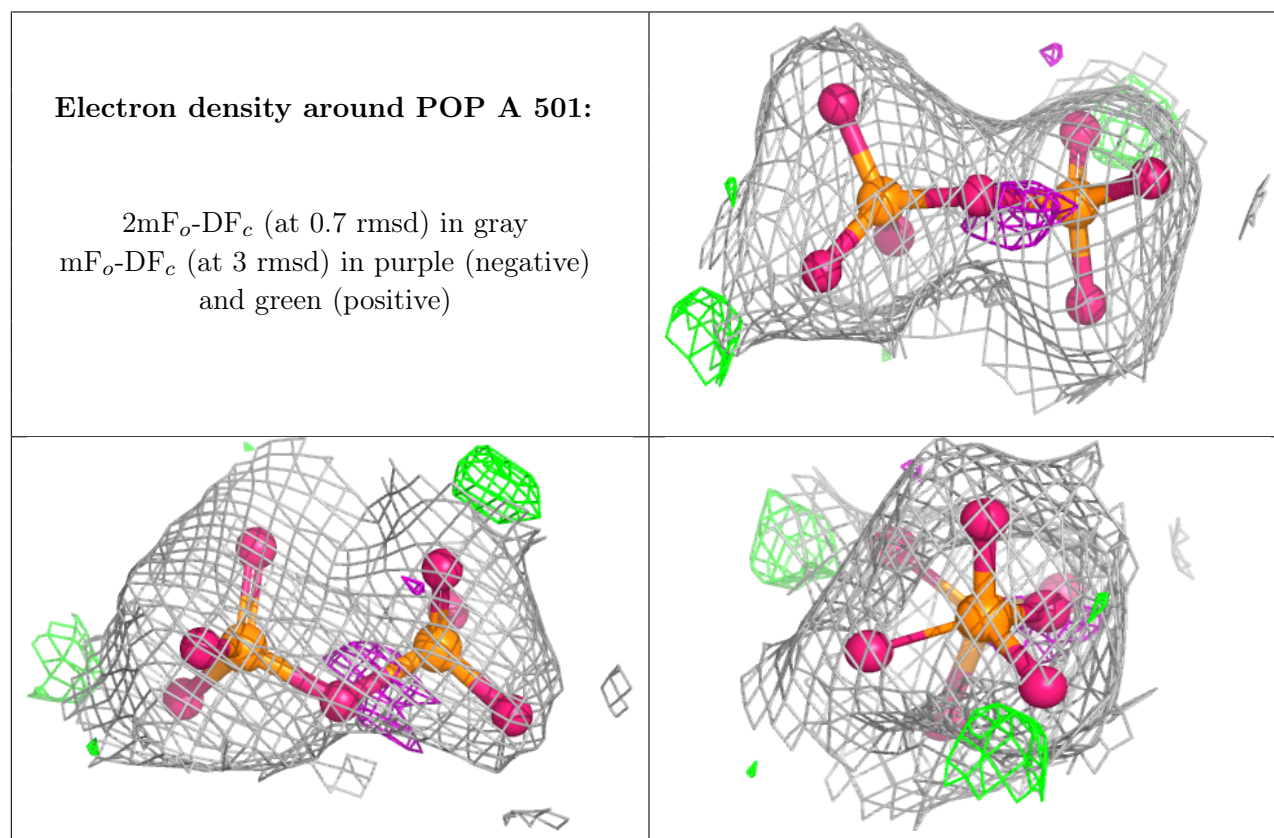 Electron density around POP A 501:
2mFₒ-DF𝒸 (at 0.7 rmsd) in gray
mFₒ-DF𝒸 (at 3 rmsd) in purple (negative)
and green (positive)